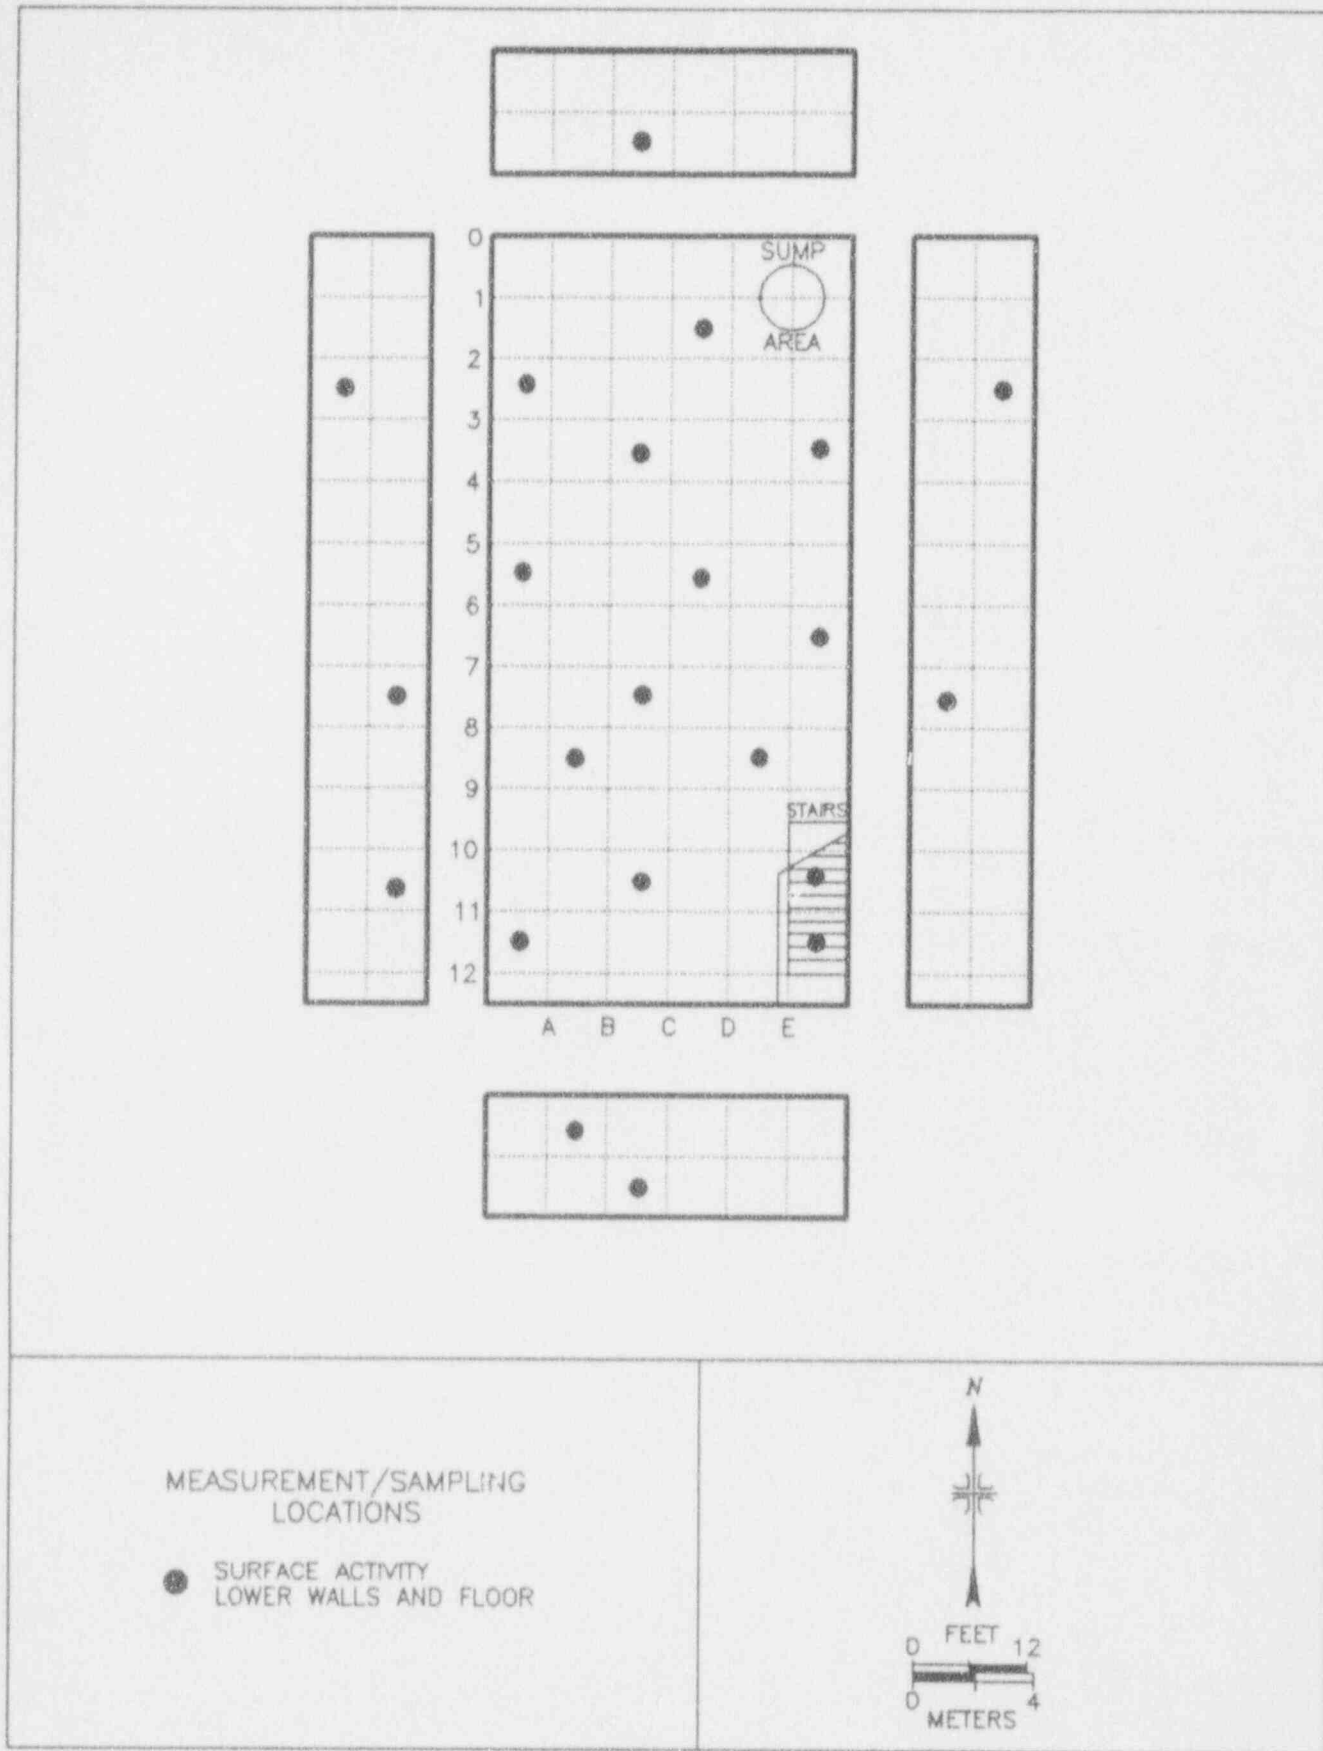 0
SUMP
1
AREA
2
3
4
5
6
7
8
9
STAIRS
10
11
12
A B C D E
MEASUREMENT/SAMPLING
LOCATIONS
SURFACE ACTIVITY
LOWER WALLS AND FLOOR
N
FEET
0 12
0 4
METERS